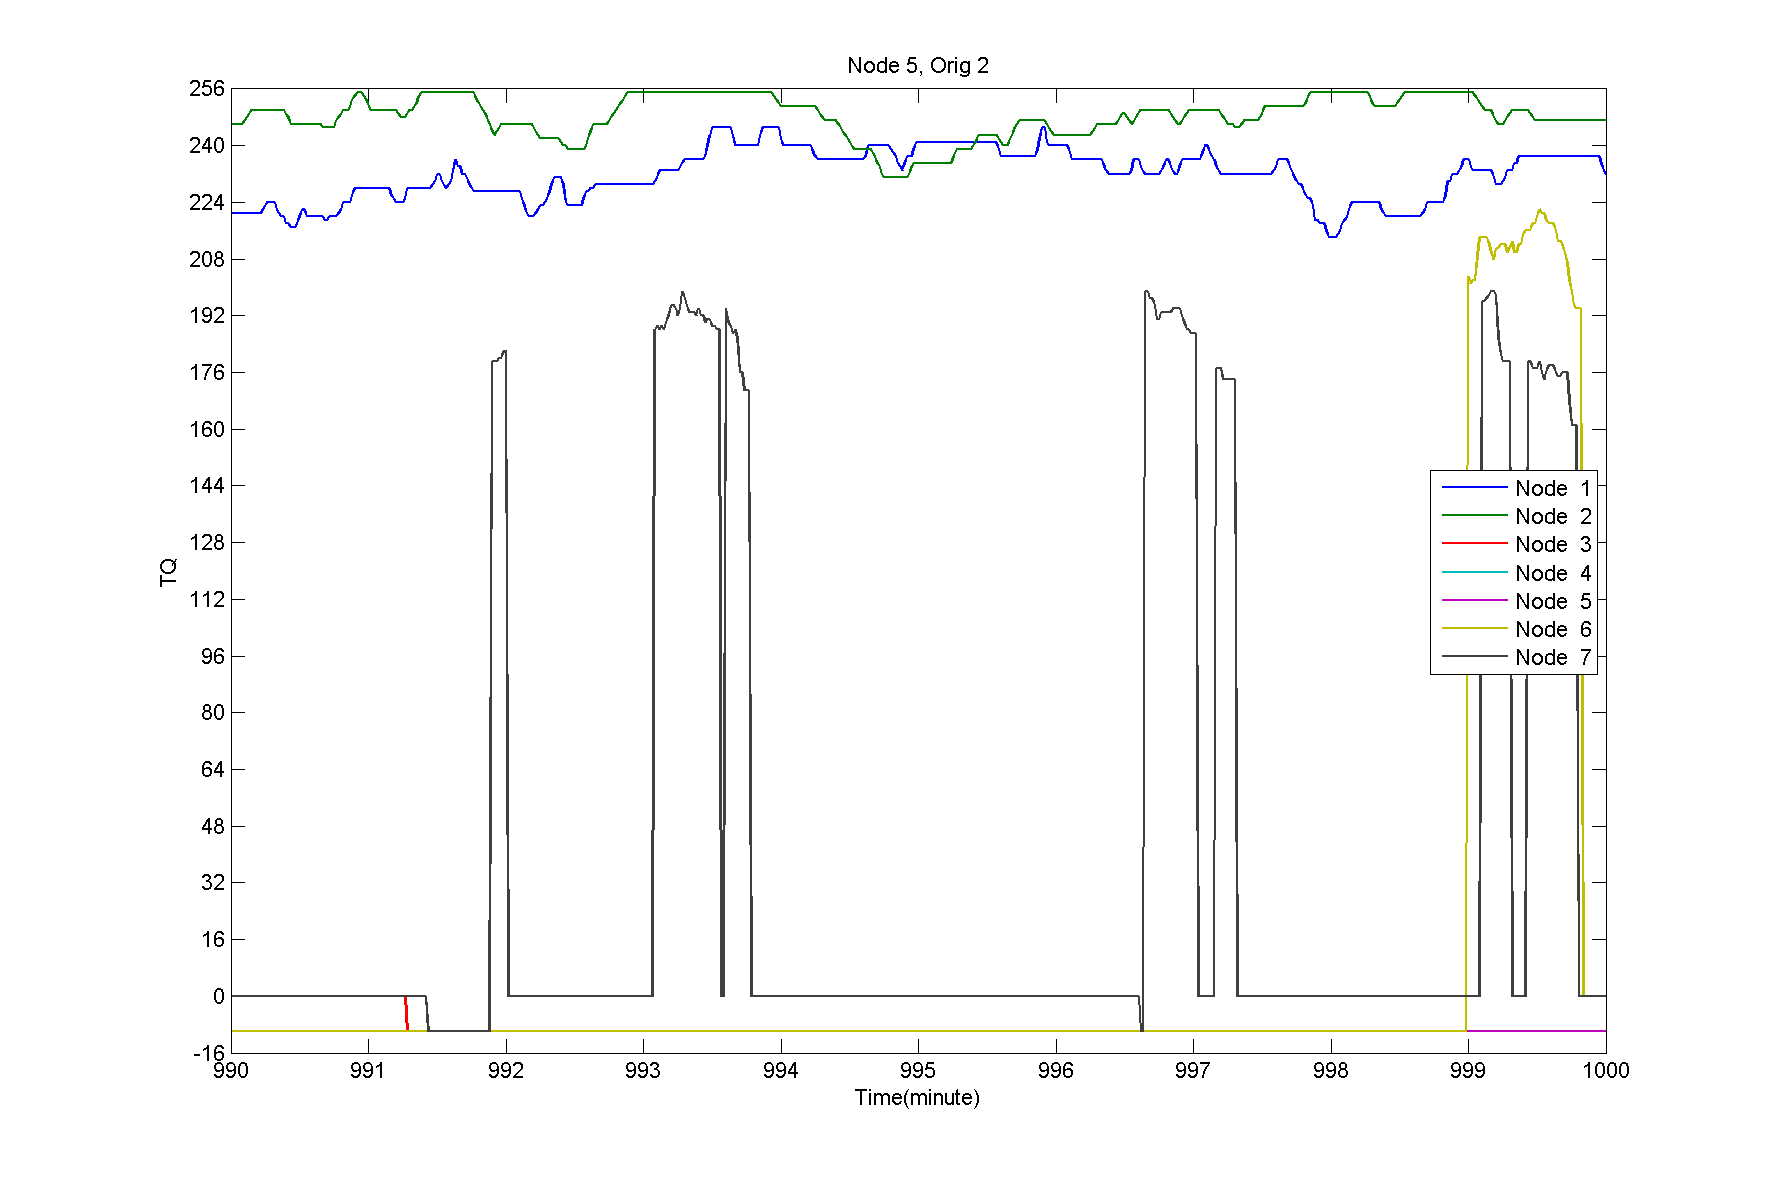 Node 5, Orig 2
256
240
224
208
192
176
160
144
128
112
96
80
64
48
32
16
0
-16
TQ
Node 1
Node 2
Node 3
Node 4
Node 5
Node 6
Node 7
990 991 992 993 994 995 996 997 998 999 1000
Time(minute)